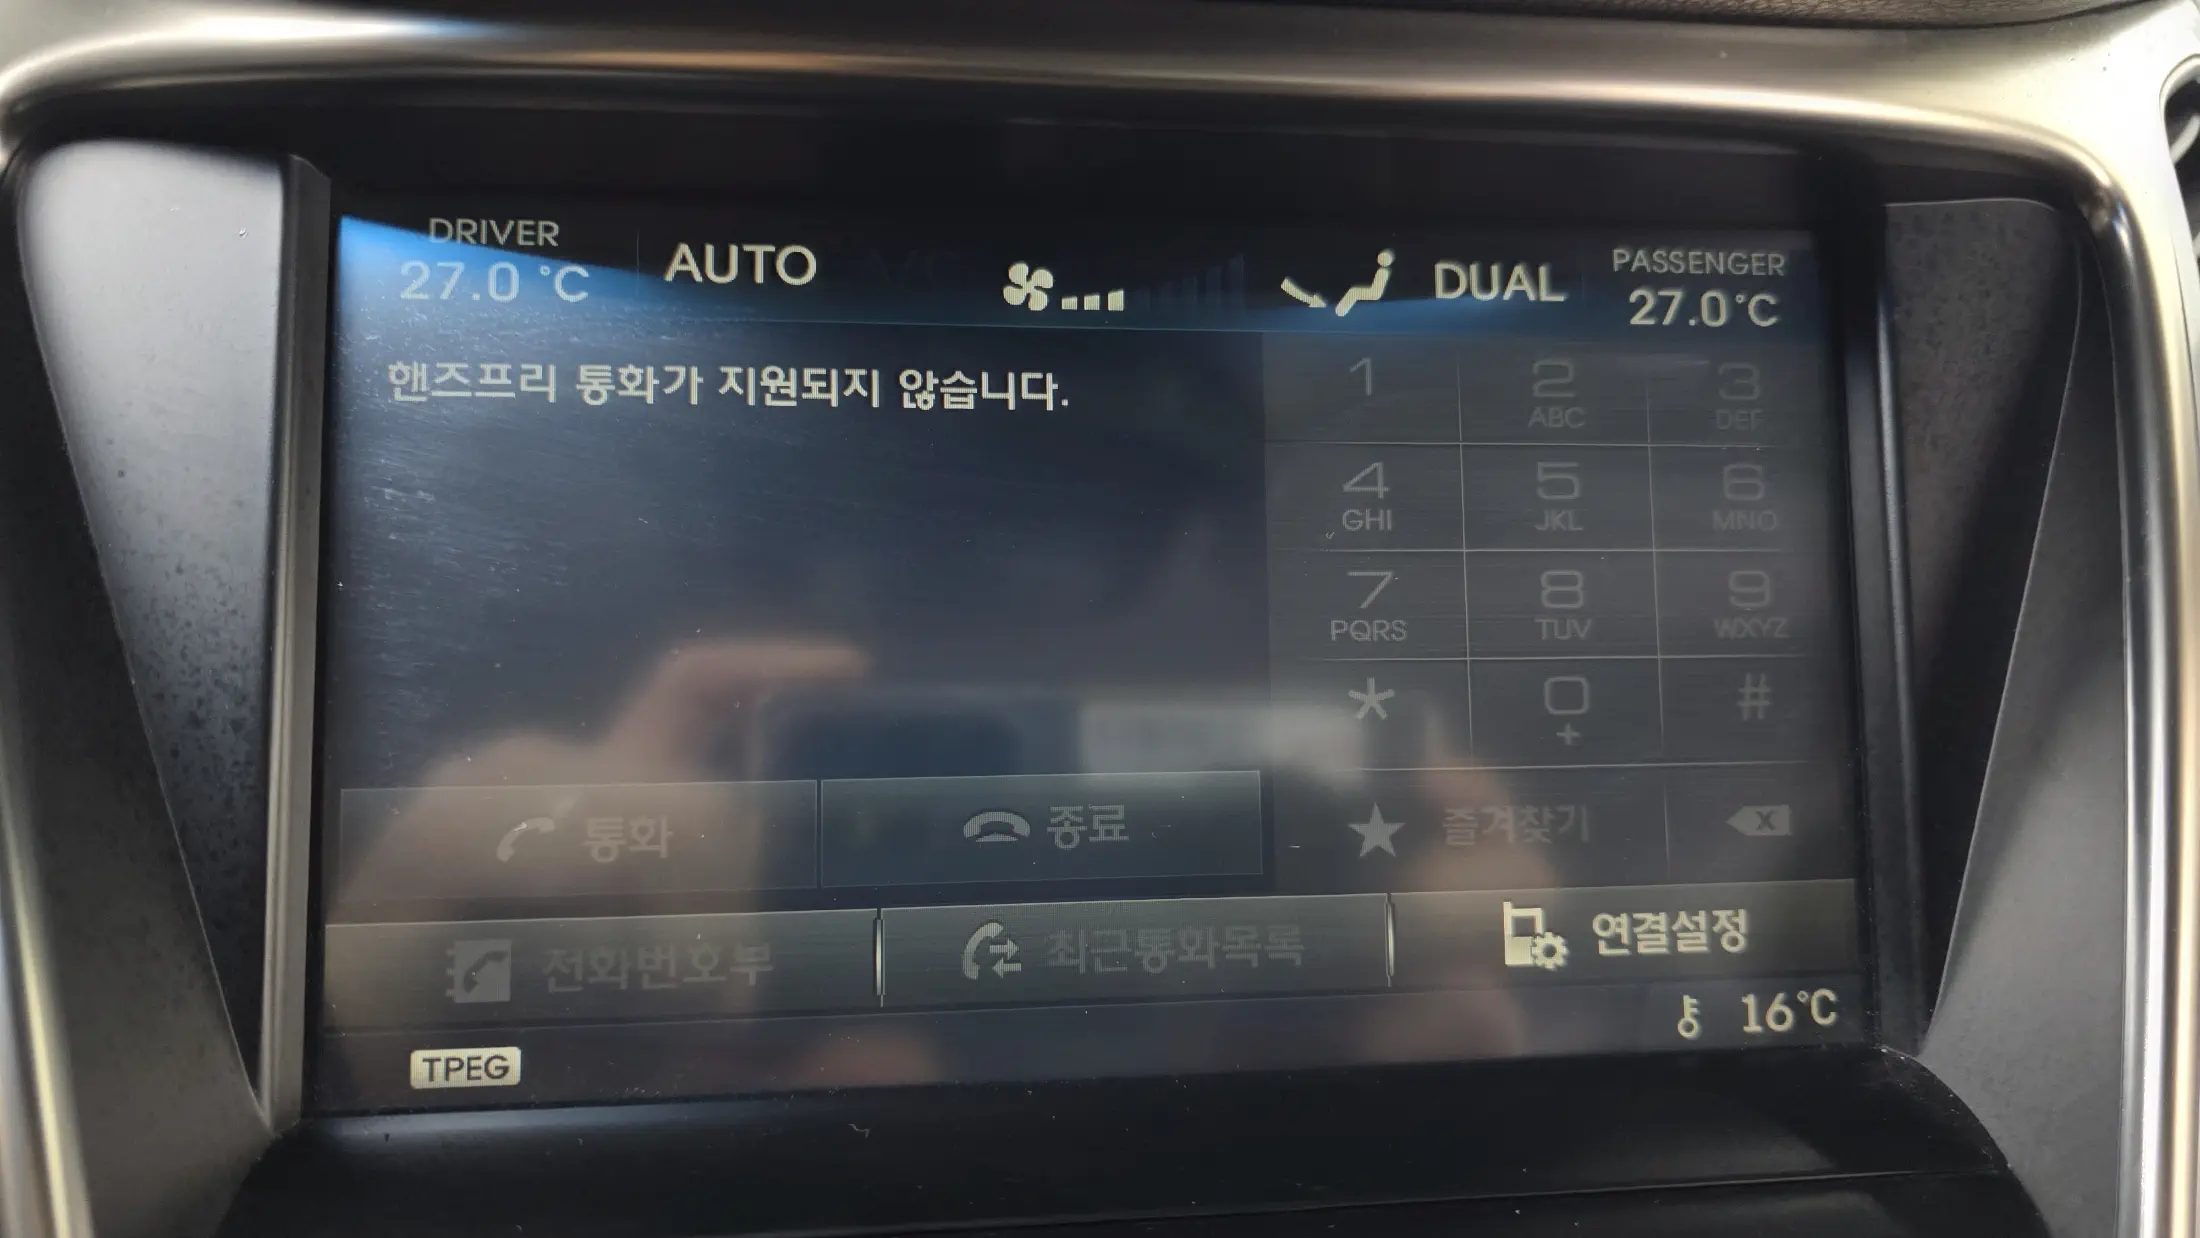 DRIVER
27.0 °C
AUTO
DUAL
PASSENGER
27.0°C
핸즈프리 통화가 지원되지 않습니다.
1
2
ABC
3
DEF
4
GHI
5
JKL
6
MNO
7
PQRS
8
TUV
9
WXYZ
*
0
+
#
통화
종료
즐겨찾기
전화번호부
최근통화목록
연결설정
16°C
TPEG